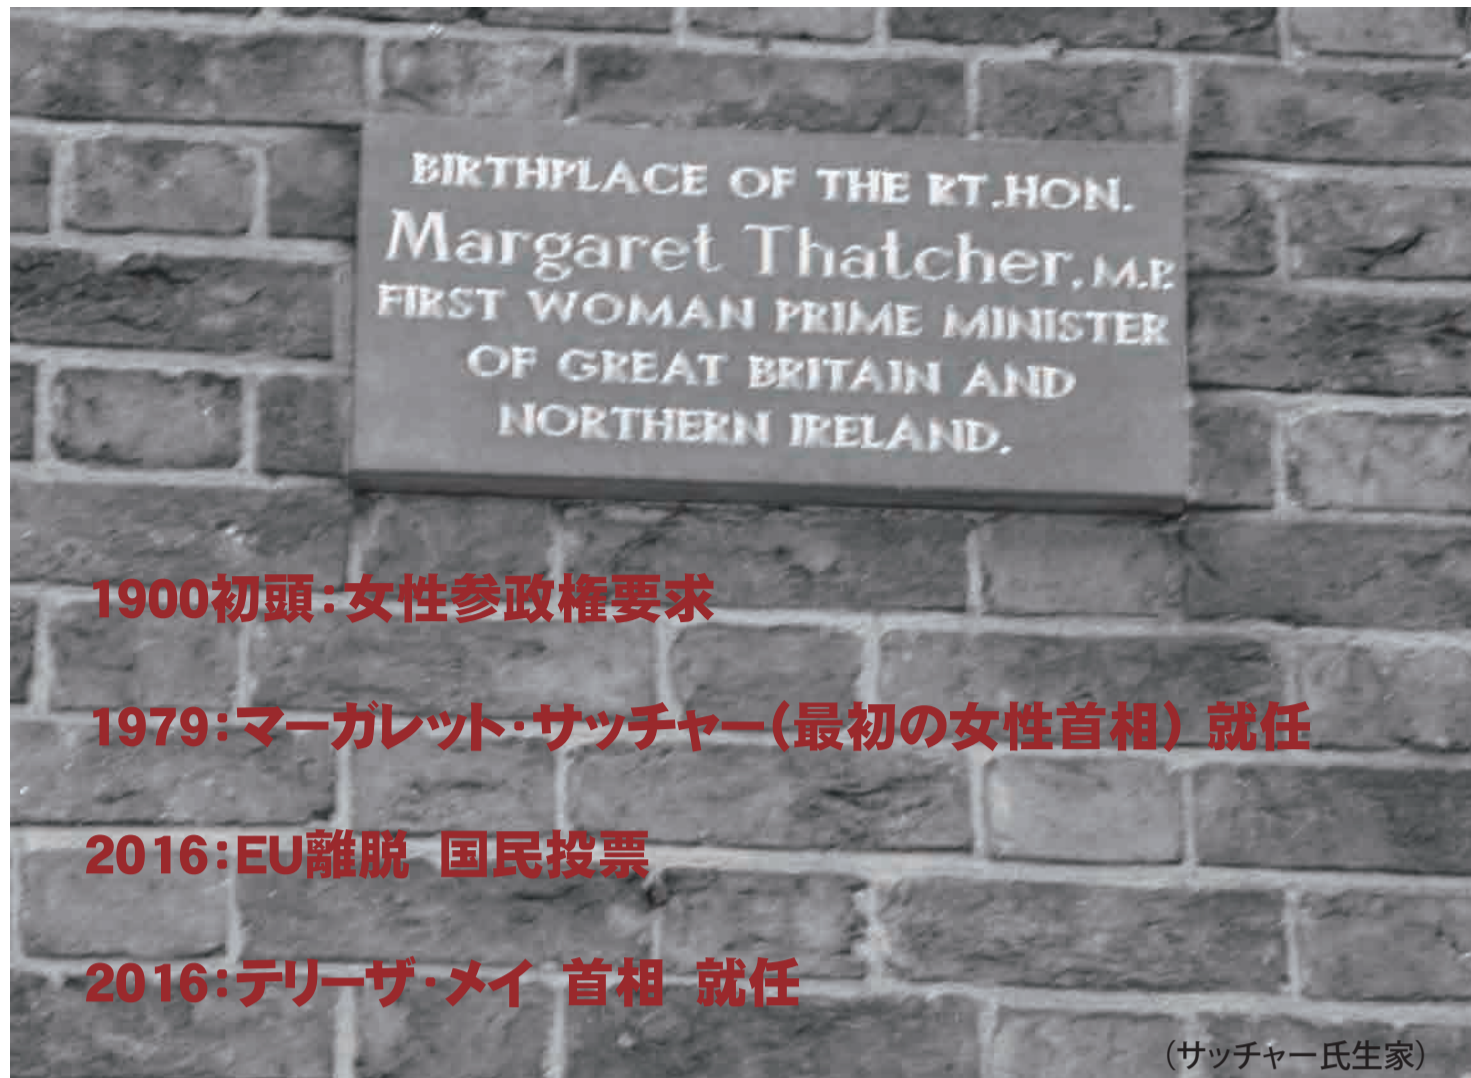 BIRTHPLACE OF THE RT.HON.
Margaret Thatcher, M.P.
FIRST WOMAN PRIME MINISTER
OF GREAT BRITAIN AND
NORTHERN IRELAND.
1900初頭：女性参政権要求
1979：マーガレット・サッチャー（最初の女性首相） 就任
2016：EU離脱 国民投票
2016：テリーザ・メイ 首相 就任
（サッチャー氏生家）